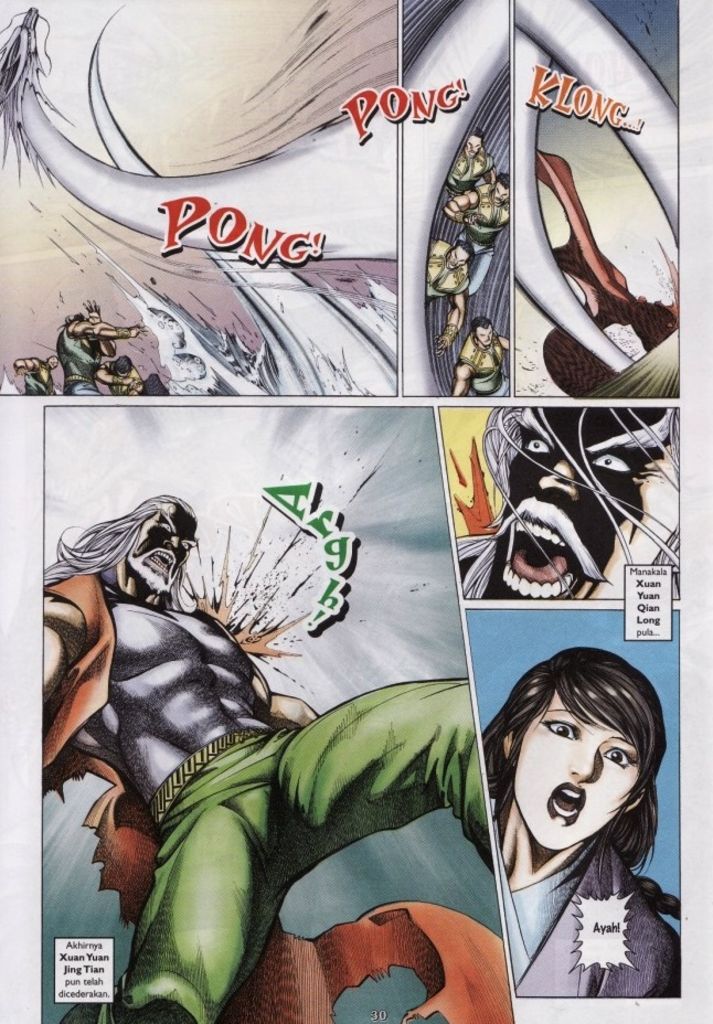 PONG!
PONG!
KLONG...!
Argh!
Manakala
Xuan
Yuan
Qian
Long
pula...
Ayah!
Akhirnya
Xuan Yuan
Jing Tian
pun telah
dicederakan.
30